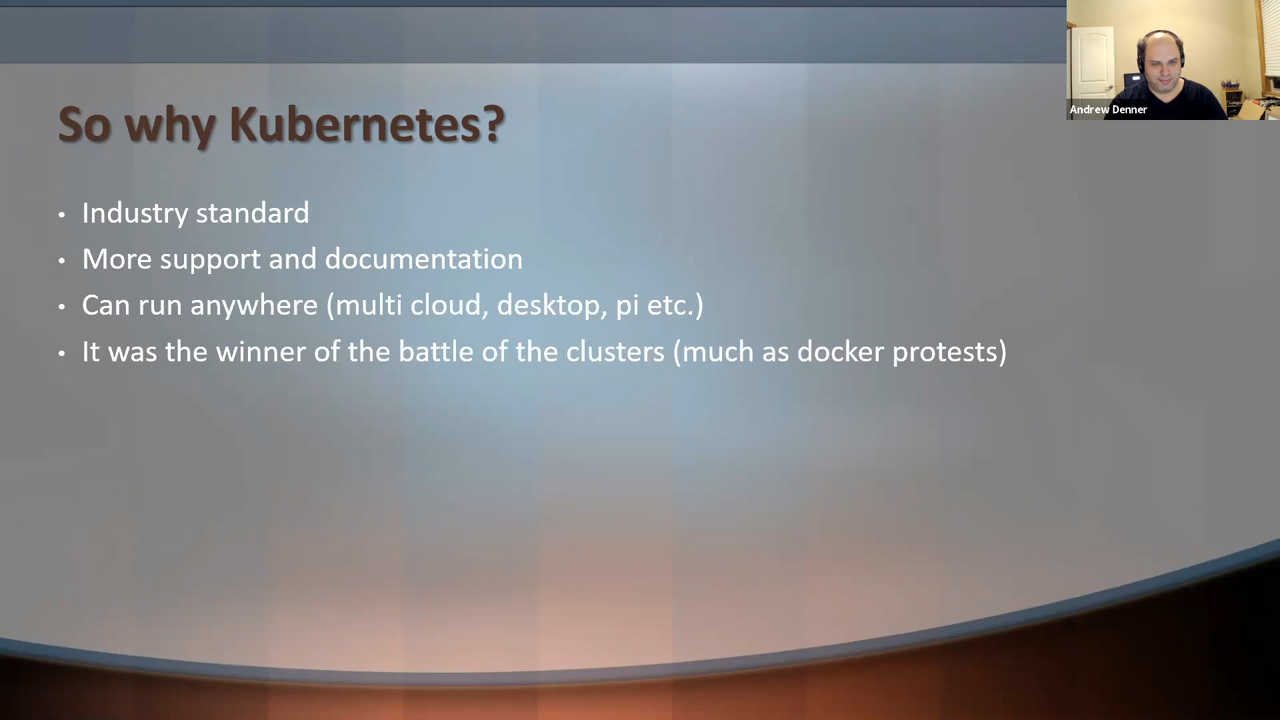 So why Kubernetes?
• Industry standard
• More support and documentation
• Can run anywhere (multi cloud, desktop, pi etc.)
• It was the winner of the battle of the clusters (much as docker protests)
Andrew Denner